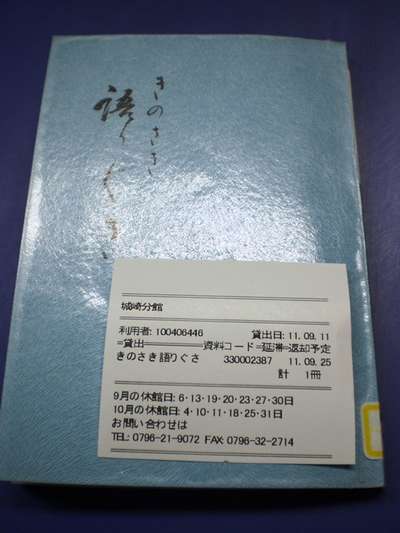 きのさき
語りぐさ
城崎分館
利用者: 100406446 貸出日: 11.09.11
=貸出=======資料コード=延滞=返却予定
きのさき語りぐさ 330002387 11.09.25
計 1冊
9月の休館日: 6・13・19・20・23・27・30日
10月の休館日: 4・10・11・18・25・31日
お問い合わせは
TEL: 0796-21-9072 FAX: 0796-32-2714